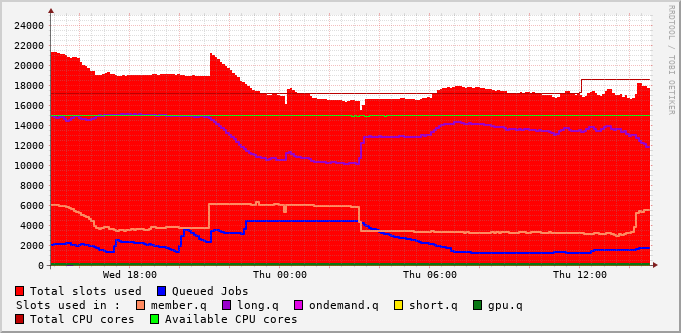 24000
22000
20000
18000
16000
14000
12000
10000
8000
6000
4000
2000
0
Wed 18:00 Thu 00:00 Thu 06:00 Thu 12:00
Total slots used Queued Jobs
Slots used in : member.q long.q ondemand.q short.q gpu.q
Total CPU cores Available CPU cores
RRDTOOL / TOBI OETIKER